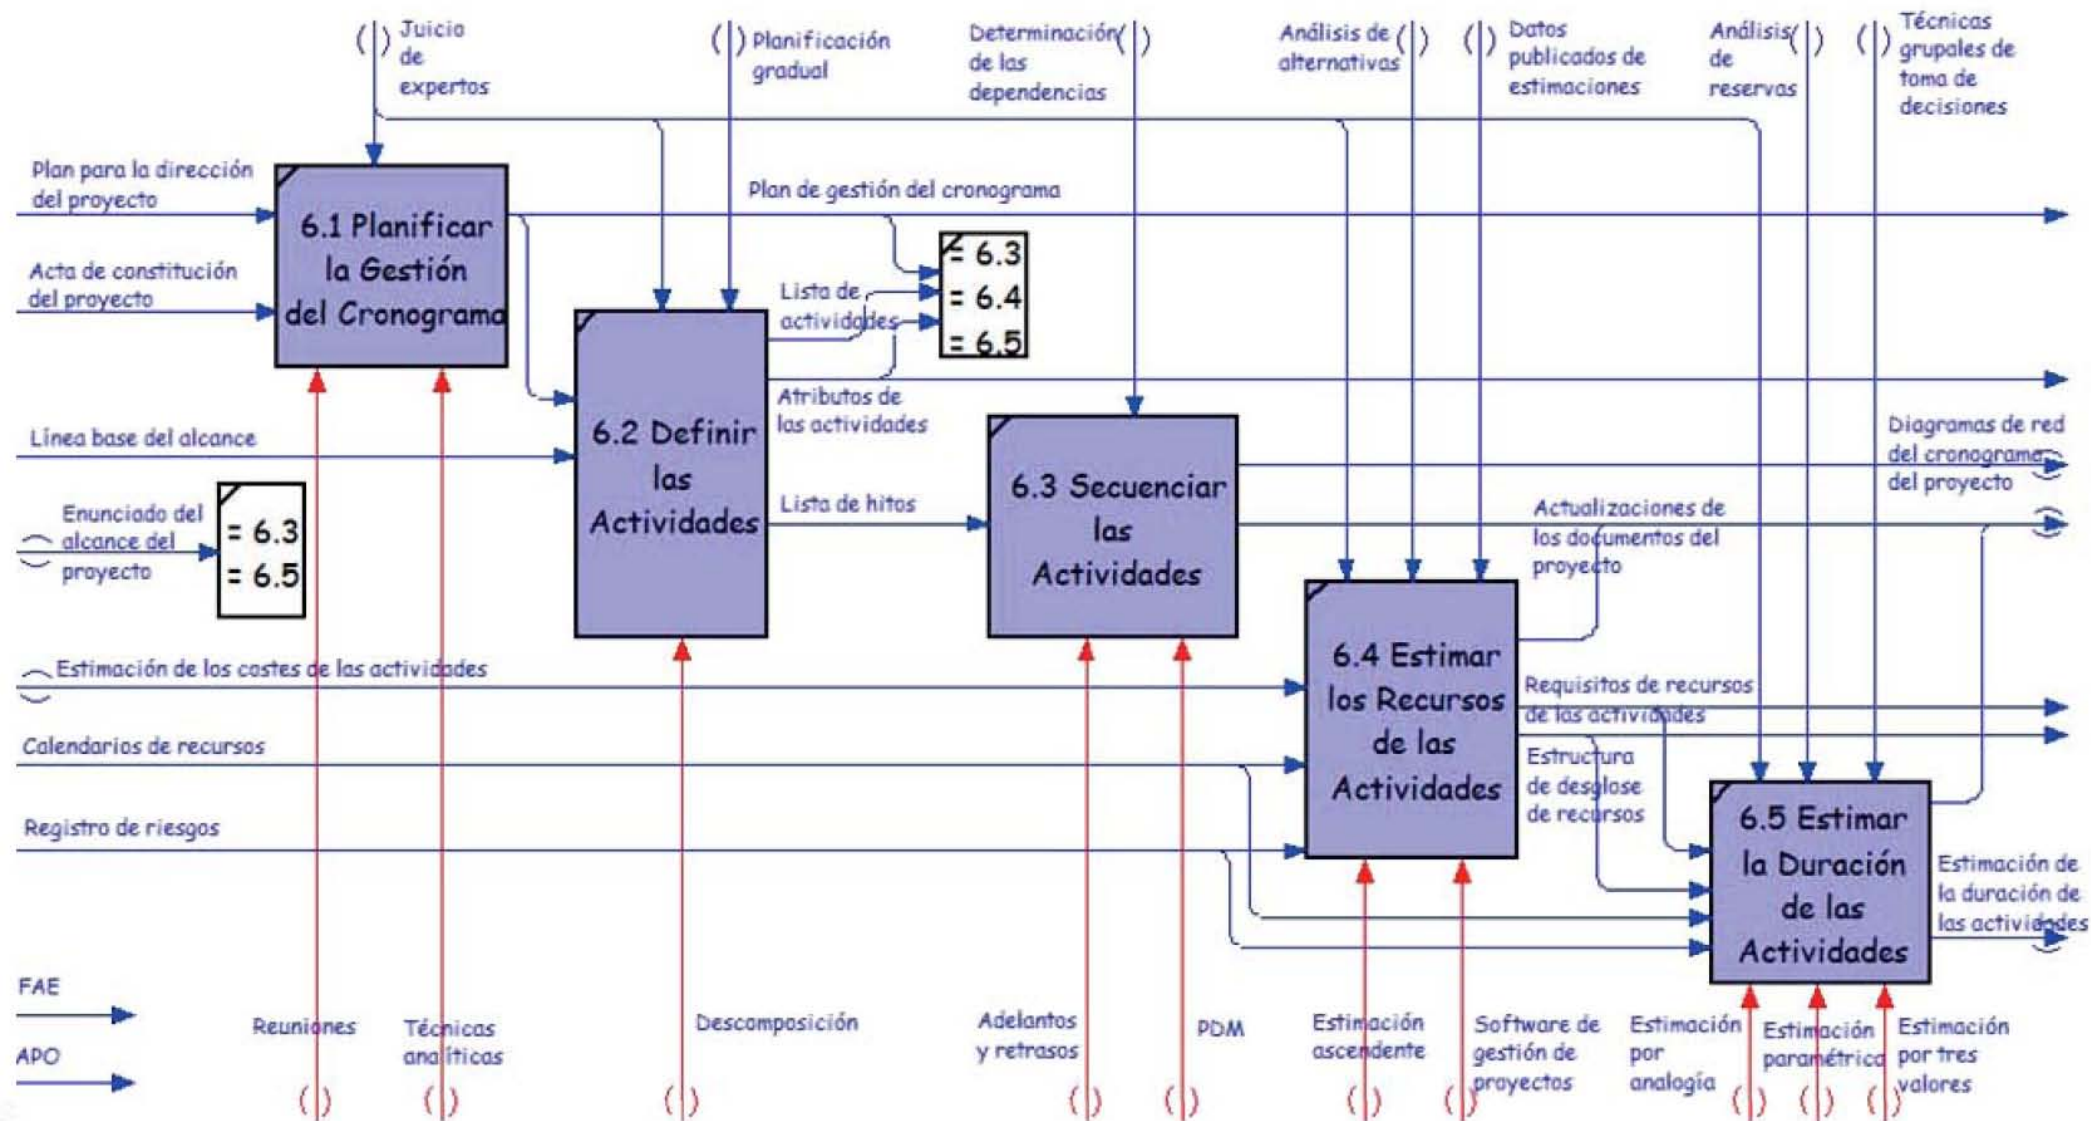 Juicio
de
expertos
Planificación
gradual
Determinación
de las
dependencias
Análisis de
alternativas
Datos
publicados de
estimaciones
Análisis
de
reservas
Técnicas
grupales de
toma de
decisiones
Plan para la dirección
del proyecto
Acta de constitución
del proyecto
6.1 Planificar
la Gestión
del Cronograma
Plan de gestión del cronograma
= 6.3
= 6.4
= 6.5
Lista de
actividades
Atributos de
las actividades
Línea base del alcance
6.2 Definir
las
Actividades
Lista de hitos
Enunciado del
alcance del
proyecto
= 6.3
= 6.5
6.3 Secuenciar
las
Actividades
Diagramas de red
del cronograma
del proyecto
Actualizaciones de
los documentos del
proyecto
Estimación de los costes de las actividades
Calendarios de recursos
Registro de riesgos
6.4 Estimar
los Recursos
de las
Actividades
Requisitos de recursos
de las actividades
Estructura
de desglose
de recursos
6.5 Estimar
la Duración
de las
Actividades
Estimación de
la duración de
las actividades
FAE
APO
Reuniones
Técnicas
analíticas
Descomposición
Adelantos
y retrasos
PDM
Estimación
ascendente
Software de
gestión de
proyectos
Estimación
por
analogía
Estimación
paramétrica
Estimación
por tres
valores